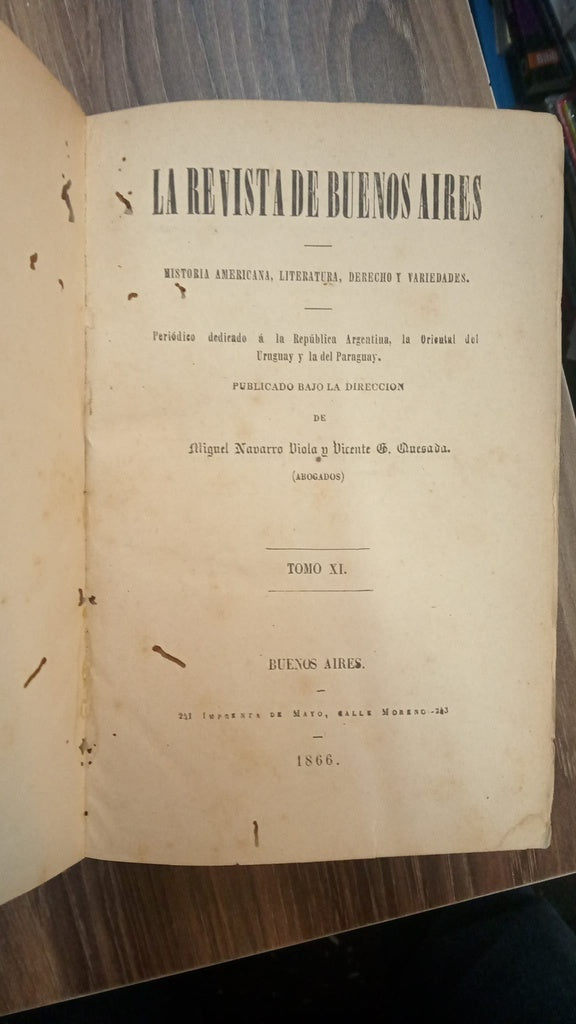 LA REVISTA DE BUENOS AIRES
HISTORIA AMERICANA, LITERATURA, DERECHO Y VARIEDADES.
Periódico dedicado á la República Argentina, la Oriental del
Uruguay y la del Paraguay.
PUBLICADO BAJO LA DIRECCION
DE
Miguel Navarro Viola y Vicente G. Quesada.
(ABOGADOS)
TOMO XI.
BUENOS AIRES.
241 IMPRENTA DE MAYO, CALLE MORENO 243
1866.